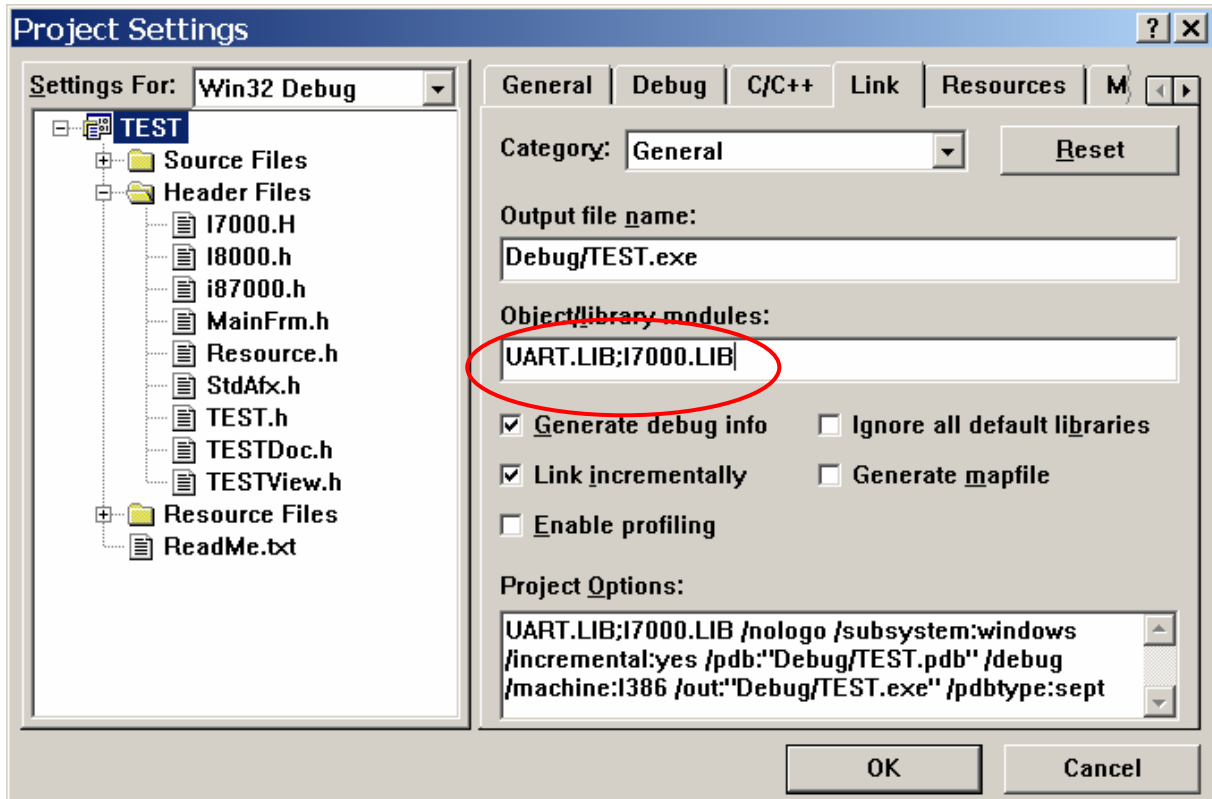 Project Settings
Settings For: Win32 Debug
TEST
Source Files
Header Files
I7000.H
I8000.h
i87000.h
MainFrm.h
Resource.h
StdAfx.h
TEST.h
TESTDoc.h
TESTView.h
Resource Files
ReadMe.txt
General Debug C/C++ Link Resources M
Category: General Reset
Output file name:
Debug/TEST.exe
Object/library modules:
UART.LIB;I7000.LIB
Generate debug info Ignore all default libraries
Link incrementally Generate mapfile
Enable profiling
Project Options:
UART.LIB;I7000.LIB /nologo /subsystem:windows
/incremental:yes /pdb:"Debug/TEST.pdb" /debug
/machine:I386 /out:"Debug/TEST.exe" /pdbtype:sept
OK Cancel